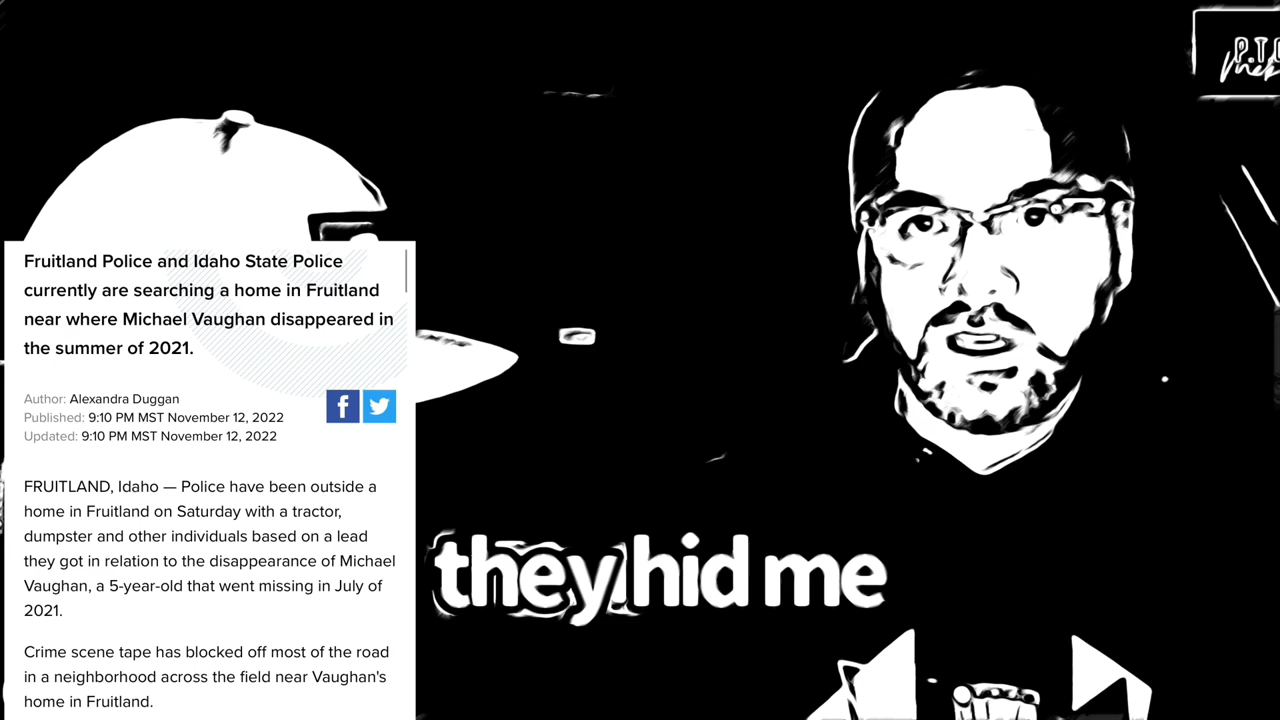 Fruitland Police and Idaho State Police
currently are searching a home in Fruitland
near where Michael Vaughan disappeared in
the summer of 2021.
Author: Alexandra Duggan
Published: 9:10 PM MST November 12, 2022
Updated: 9:10 PM MST November 12, 2022
FRUITLAND, Idaho — Police have been outside a
home in Fruitland on Saturday with a tractor,
dumpster and other individuals based on a lead
they got in relation to the disappearance of Michael
Vaughan, a 5-year-old that went missing in July of
2021.
Crime scene tape has blocked off most of the road
in a neighborhood across the field near Vaughan's
home in Fruitland.
they hid me